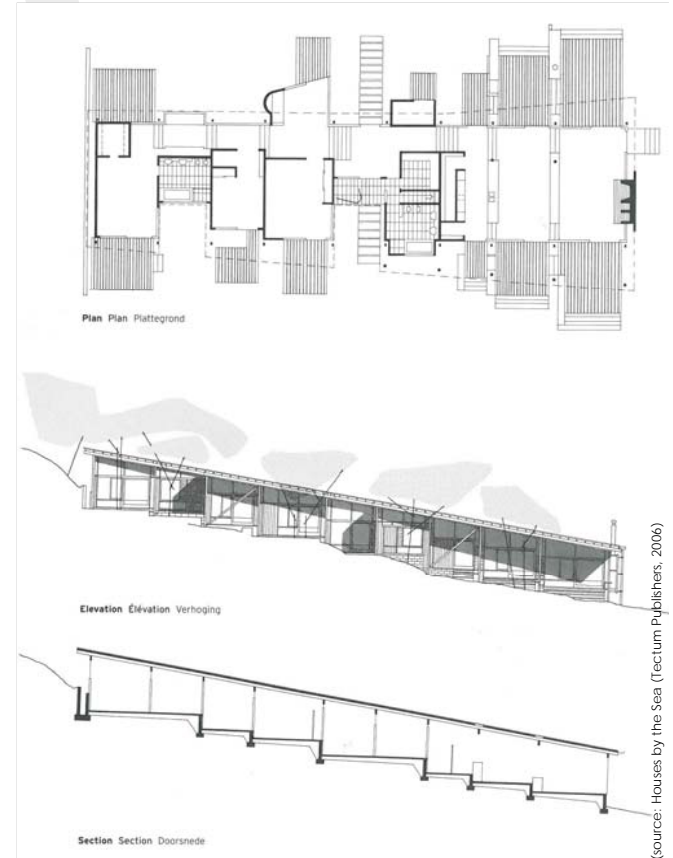 Plan Plan Plattegrond
Elevation Élévation Verhoging
Section Section Doorsnede
(source: Houses by the Sea (Tectum Publishers, 2006)